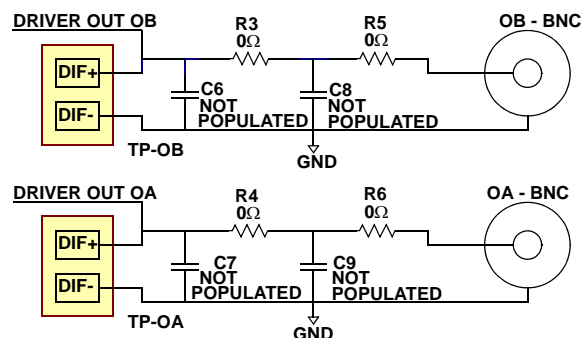 DRIVER OUT OB
R3
0Ω
R5
0Ω
OB - BNC
DIF+
DIF-
C6
NOT
POPULATED
C8
NOT
POPULATED
TP-OB
GND
DRIVER OUT OA
R4
0Ω
R6
0Ω
OA - BNC
DIF+
DIF-
C7
NOT
POPULATED
C9
NOT
POPULATED
TP-OA
GND